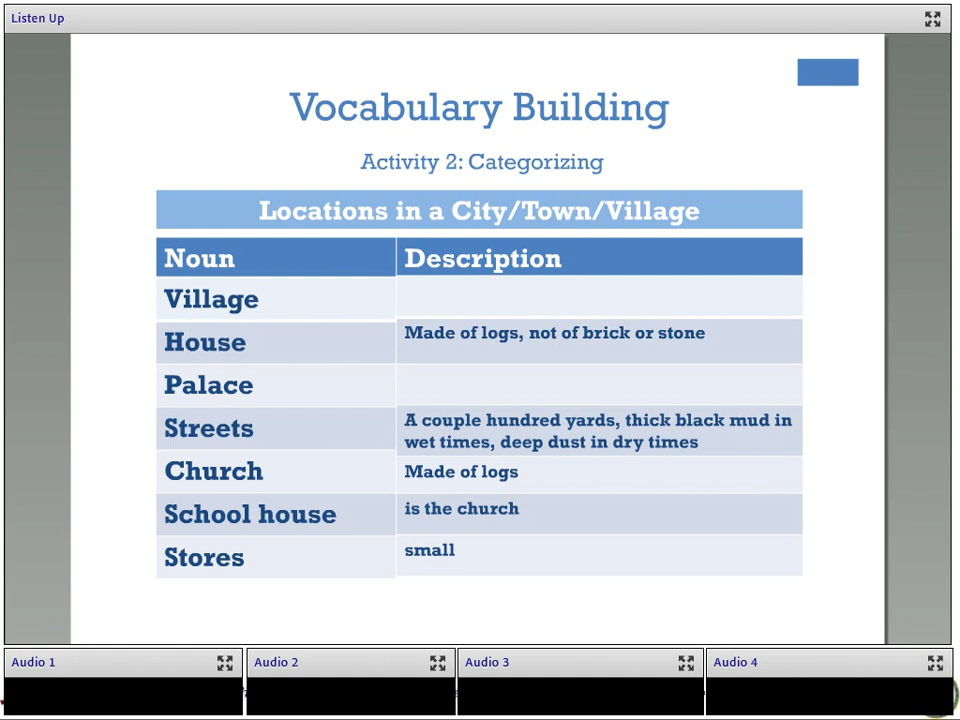 Listen Up
Vocabulary Building
Activity 2: Categorizing
Locations in a City/Town/Village
Noun Description
Village
House Made of logs, not of brick or stone
Palace
Streets A couple hundred yards, thick black mud in
wet times, deep dust in dry times
Church Made of logs
School house is the church
Stores small
Audio 1 Audio 2 Audio 3 Audio 4